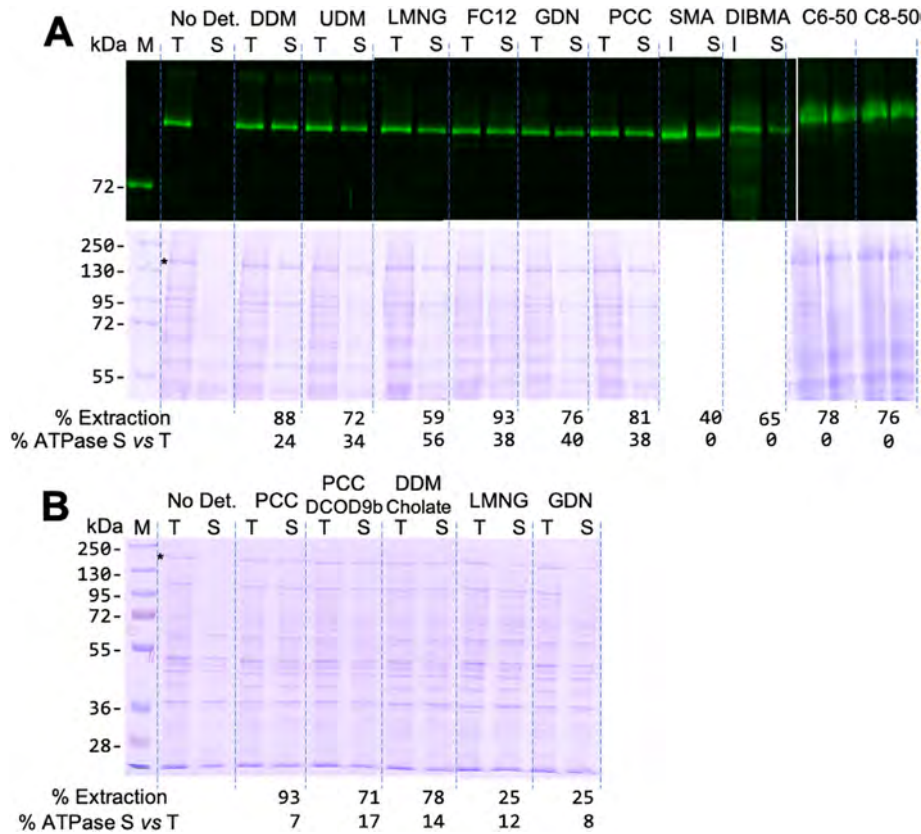 A
No Det. DDM UDM LMNG FC12 GDN PCC SMA DIBMA C6-50 C8-50
kDa M T S T S T S T S T S T S T S I S I S
72-
250-
*
130-
95-
72-
55-
% Extraction 88 72 59 93 76 81 40 65 78 76
% ATPase S vs T 24 34 56 38 40 38 0 0 0 0
B
No Det. PCC PCC DCOD9b DDM Cholate LMNG GDN
kDa M T S T S T S T S T S T S
250-
*
130-
95-
72-
55-
36-
28-
% Extraction 93 71 78 25 25
% ATPase S vs T 7 17 14 12 8